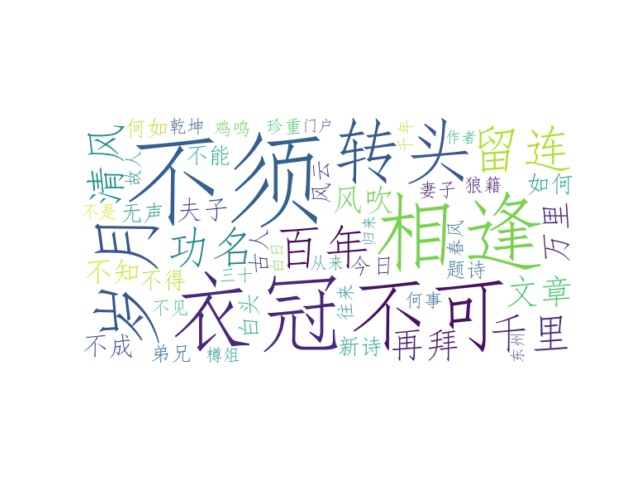 清风
故人
何如
乾坤
鸡鸣
珍重
门户
不能
不须
风云
转头
千年
作者
留连
不是
无声
夫子
风吹
妻子
狼籍
如何
岁月
功名
古人
百年
归来
相逢
春风
万里
不知
不得
三十
白日
从来
今日
题诗
不见
白头
衣冠
往来
不可
何事
文章
不成
弟兄
樽俎
新诗
再拜
千里
东州